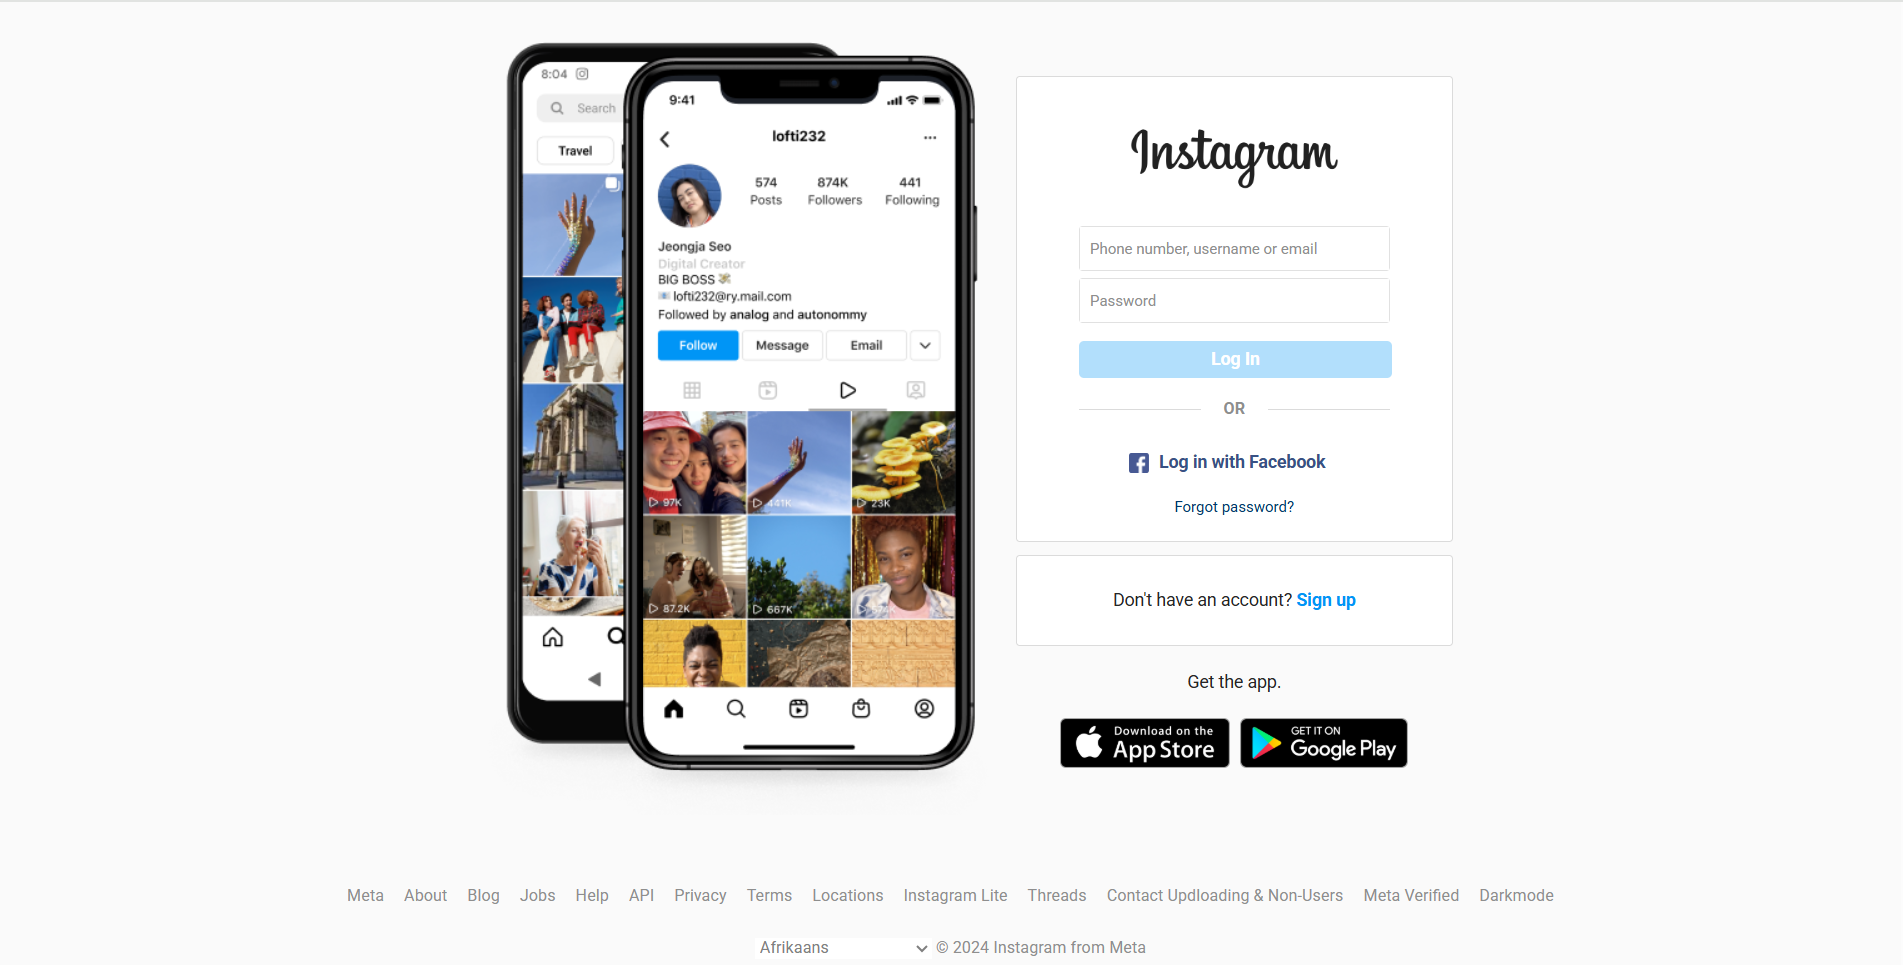 8:04
Search
Travel
9:41
lofti232
574
874K
441
Posts
Followers
Following
Jeongja Seo
Digital Creator
BIG BOSS
lofti232@ry.mail.com
Followed by analog and autonommy
Follow
Message
Email
97K
441K
23K
87.2K
667K
Instagram
Phone number, username or email
Password
Log In
OR
Log in with Facebook
Forgot password?
Don't have an account? Sign up
Get the app.
Download on the
App Store
GET IT ON
Google Play
Meta About Blog Jobs Help API Privacy Terms Locations Instagram Lite Threads Contact Updloading & Non-Users Meta Verified Darkmode
Afrikaans © 2024 Instagram from Meta